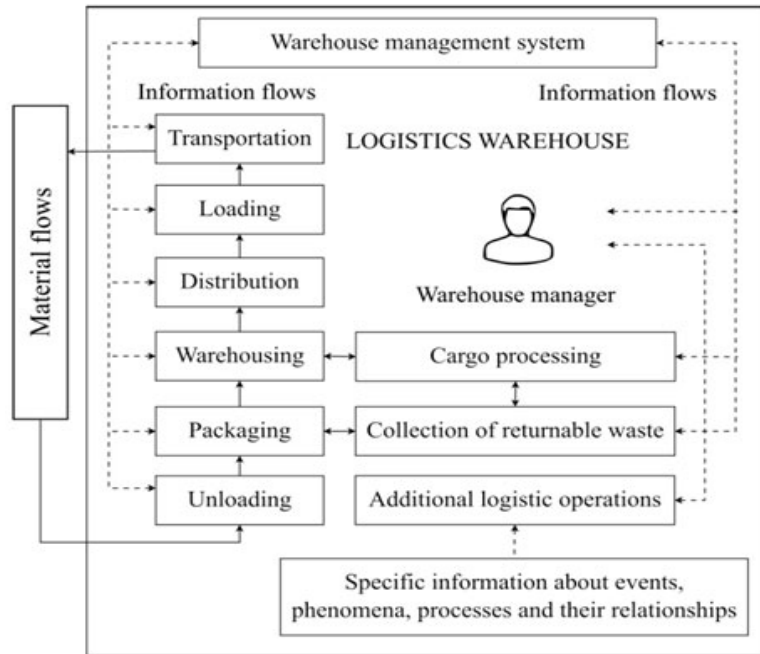 Warehouse management system
Information flows
Information flows
Transportation
LOGISTICS WAREHOUSE
Loading
Distribution
Warehouse manager
Material flows
Warehousing
Cargo processing
Packaging
Collection of returnable waste
Unloading
Additional logistic operations
Specific information about events,
phenomena, processes and their relationships